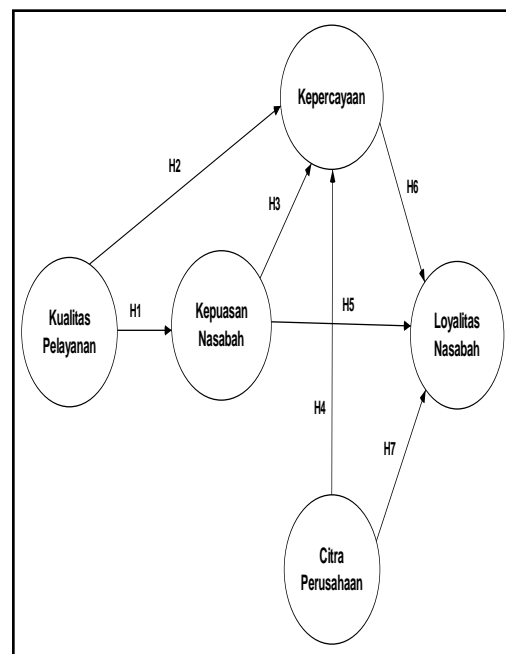 Kepercayaan
H2
H6
H3
Kualitas
Pelayanan
H1
Kepuasan
Nasabah
H5
Loyalitas
Nasabah
H4
H7
Citra
Perusahaan